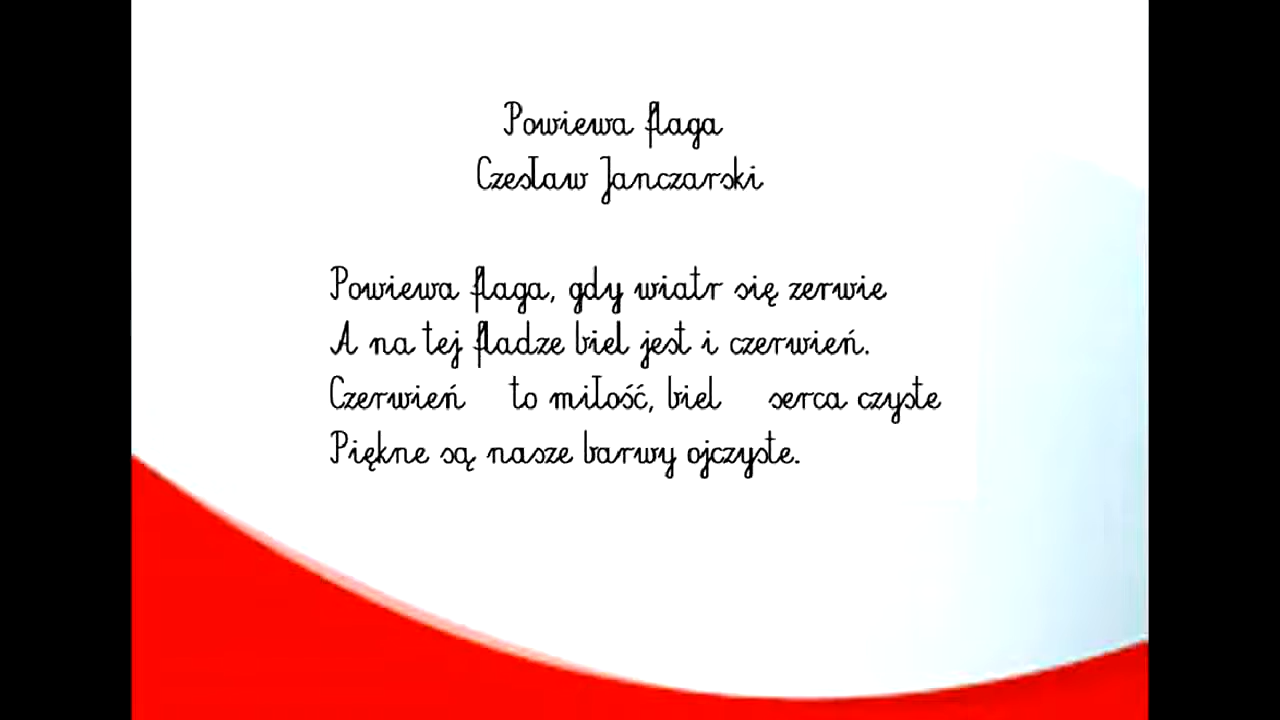 Powiewa flaga
Czesław Janczarski
Powiewa flaga, gdy wiatr się zerwie
A na tej fladze biel jest i czerwień.
Czerwień to miłość, biel serca czyste
Piękne są nasze barwy ojczyste.